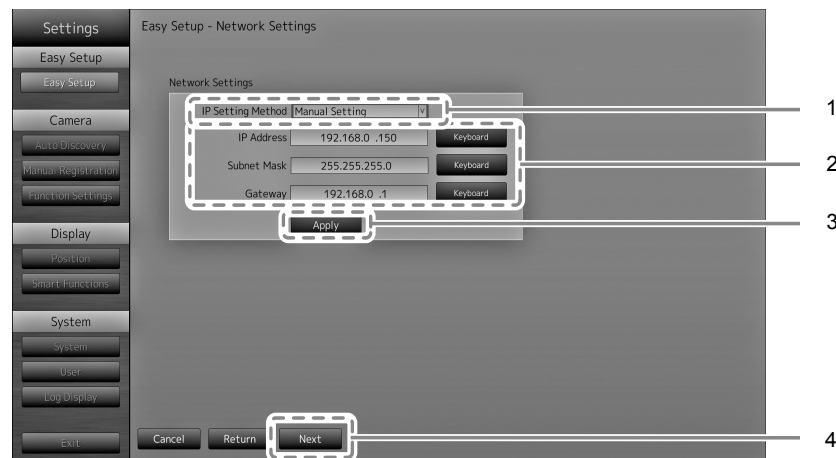 Settings
Easy Setup - Network Settings
Easy Setup
Easy Setup
Camera
Auto Discovery
Manual Registration
Function Settings
Display
Position
Smart Functions
System
System
User
Log Display
Exit
Network Settings
IP Setting Method Manual Setting
IP Address 192.168.0 .150 Keyboard
Subnet Mask 255.255.255.0 Keyboard
Gateway 192.168.0 .1 Keyboard
Apply
Cancel Return Next
1
2
3
4